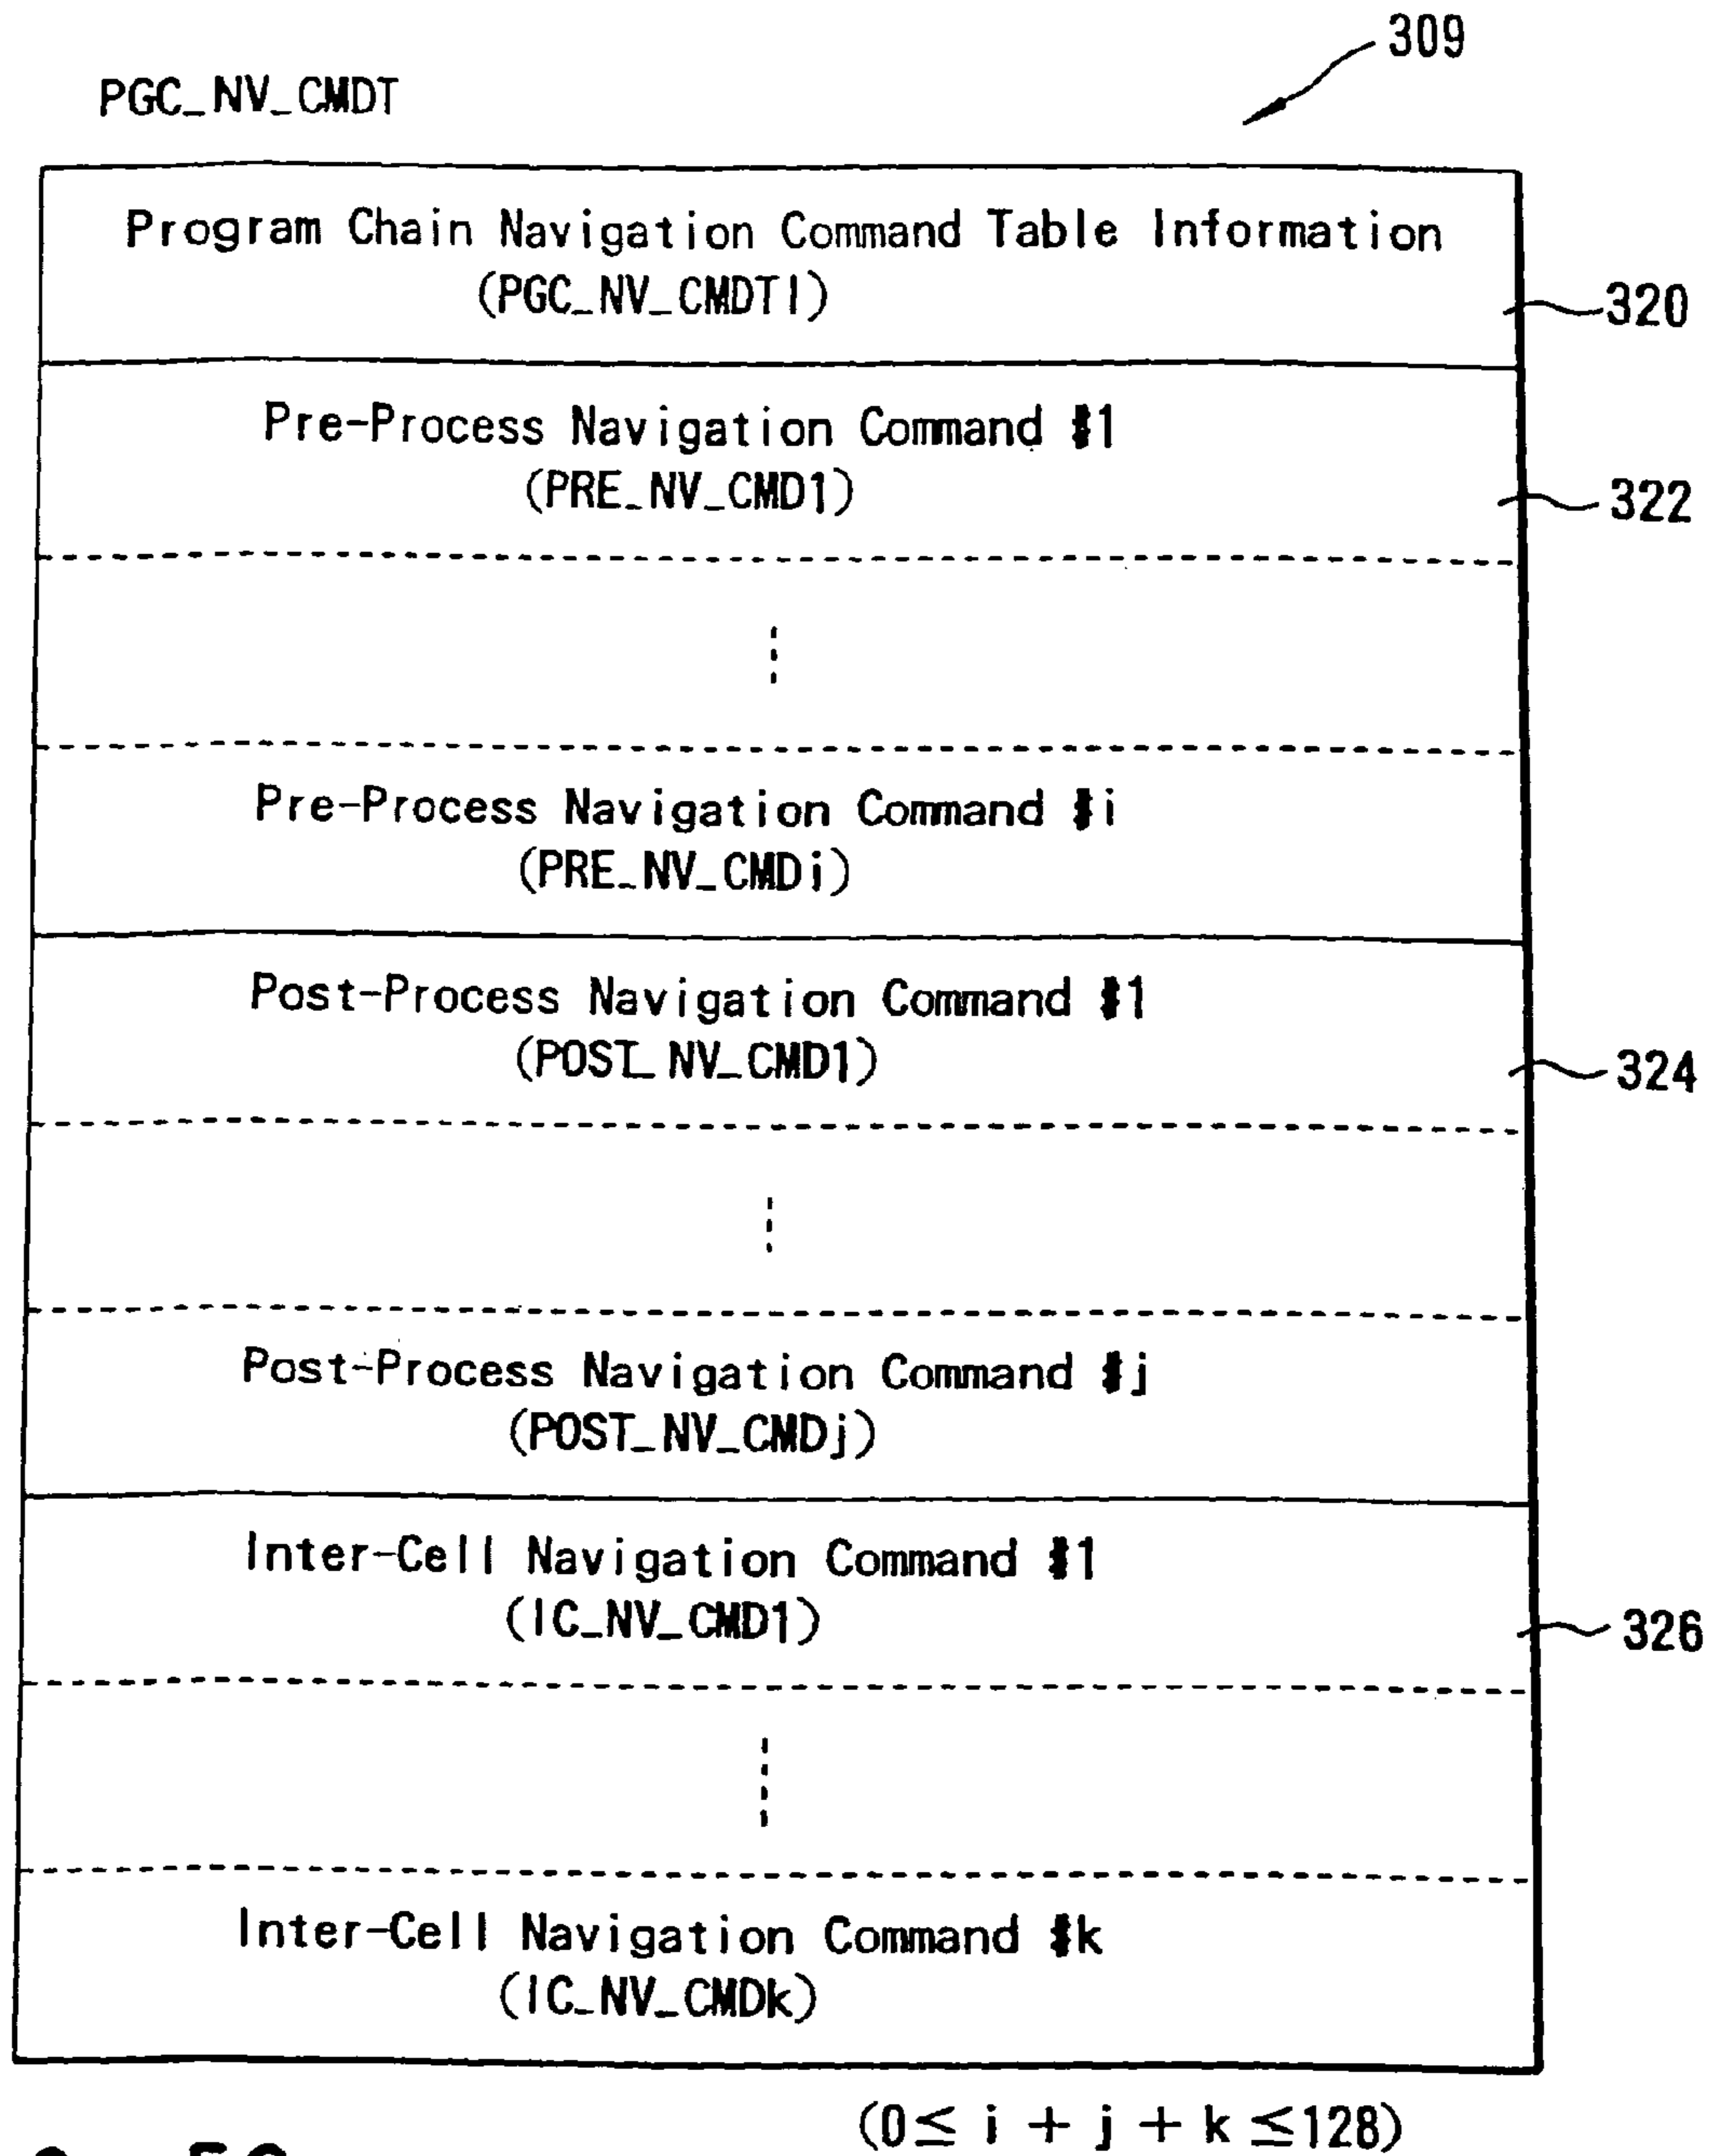 309
PGC_NV_CMDT
Program Chain Navigation Command Table Information
(PGC_NV_CMDTI)
320
Pre-Process Navigation Command #1
(PRE_NV_CMD1)
322
Pre-Process Navigation Command #i
(PRE_NV_CMDi)
Post-Process Navigation Command #1
(POST_NV_CMD1)
324
Post-Process Navigation Command #j
(POST_NV_CMDj)
Inter-Cell Navigation Command #1
(IC_NV_CMD1)
326
Inter-Cell Navigation Command #k
(IC_NV_CMDk)
(0≤ i + j + k ≤128)